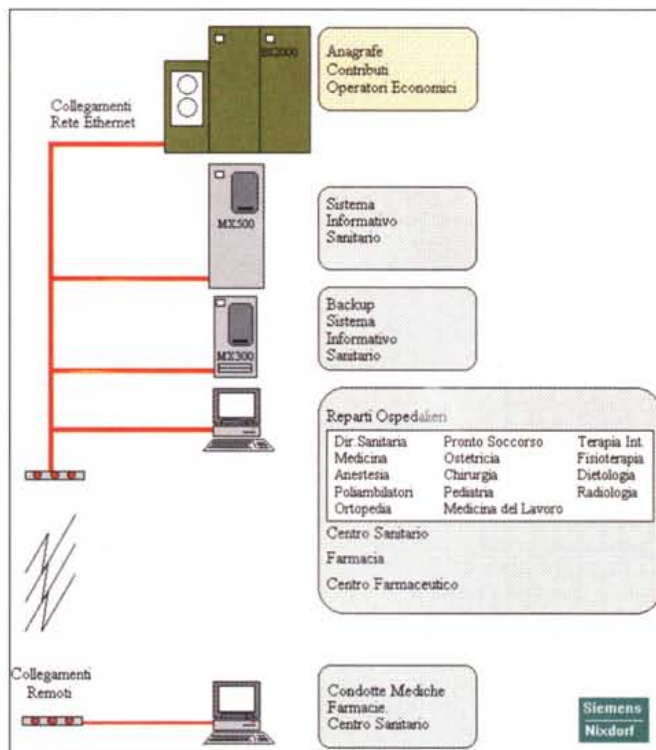 BS2000
Anagrafe
Contributi
Operatori Economici
Collegamenti
Rete Ethernet
MX500
Sistema
Informativo
Sanitario
MX300
Backup
Sistema
Informativo
Sanitario
Reparti Ospedalieri
Dir.Sanitaria Pronto Soccorso Terapia Int.
Medicina Ostetricia Fisioterapia
Anestesia Chirurgia Dietologia
Poliambilatori Pediatria Radiologia
Ortopedia Medicina del Lavoro
Centro Sanitario
Farmacia
Centro Farmaceutico
Collegamenti
Remoti
Condotte Mediche
Farmacie.
Centro Sanitario
Siemens
Nixdorf